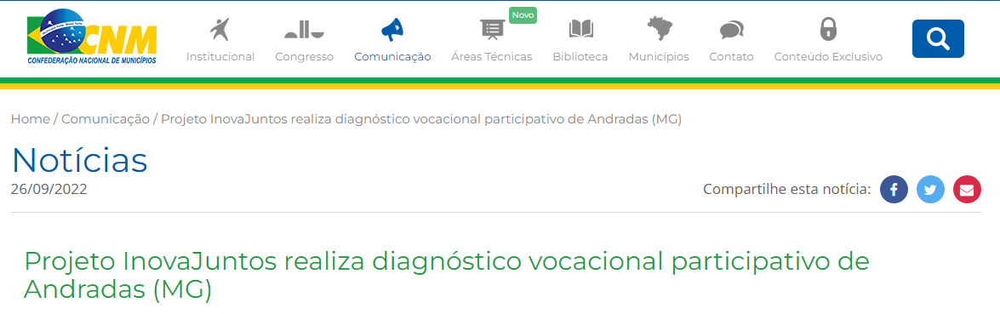 CNM
CONFEDERAÇÃO NACIONAL DE MUNICÍPIOS
Novo
Institucional
Congresso
Comunicação
Áreas Técnicas
Biblioteca
Municípios
Contato
Conteúdo Exclusivo
Home / Comunicação / Projeto InovaJuntos realiza diagnóstico vocacional participativo de Andradas (MG)
Notícias
26/09/2022
Compartilhe esta notícia:
Projeto InovaJuntos realiza diagnóstico vocacional participativo de
Andradas (MG)